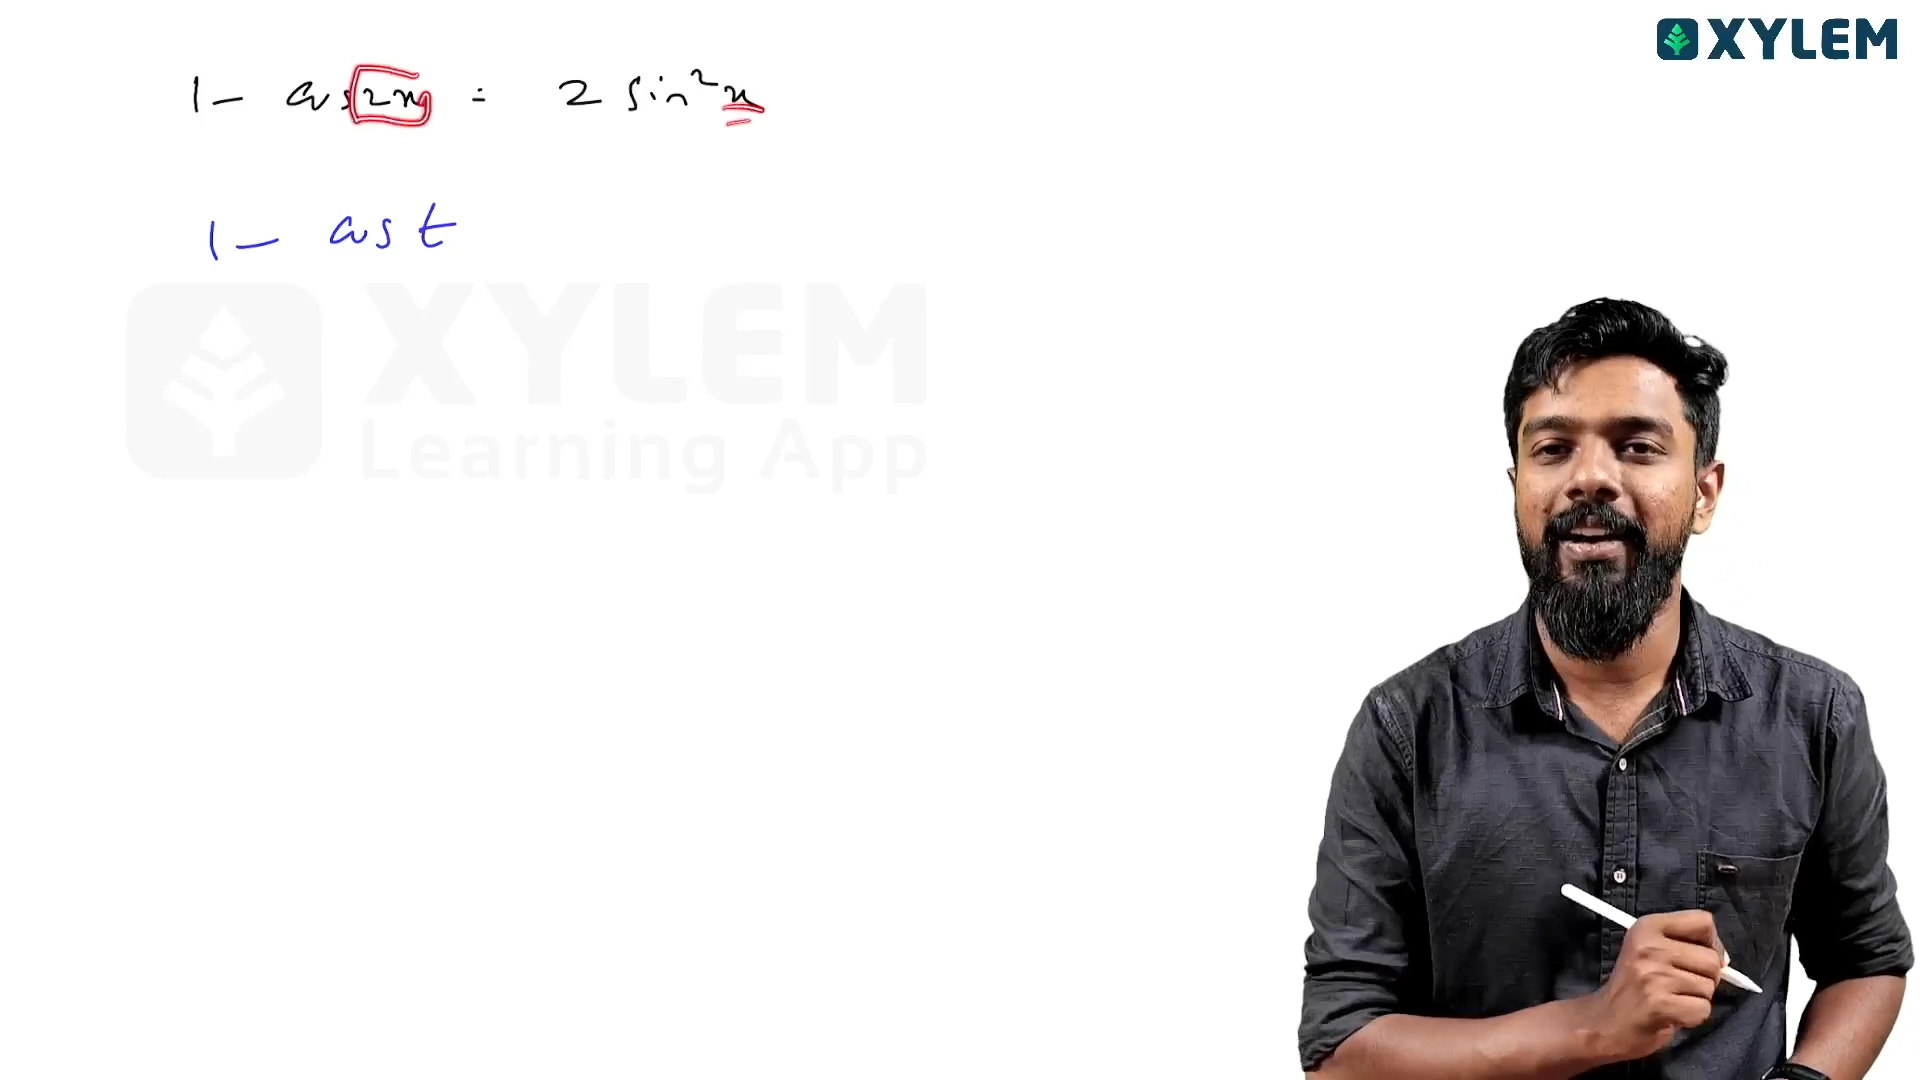 XYLEM
1 - cos 2x = 2 sin²x
1 - cos t
XYLEM
Learning App